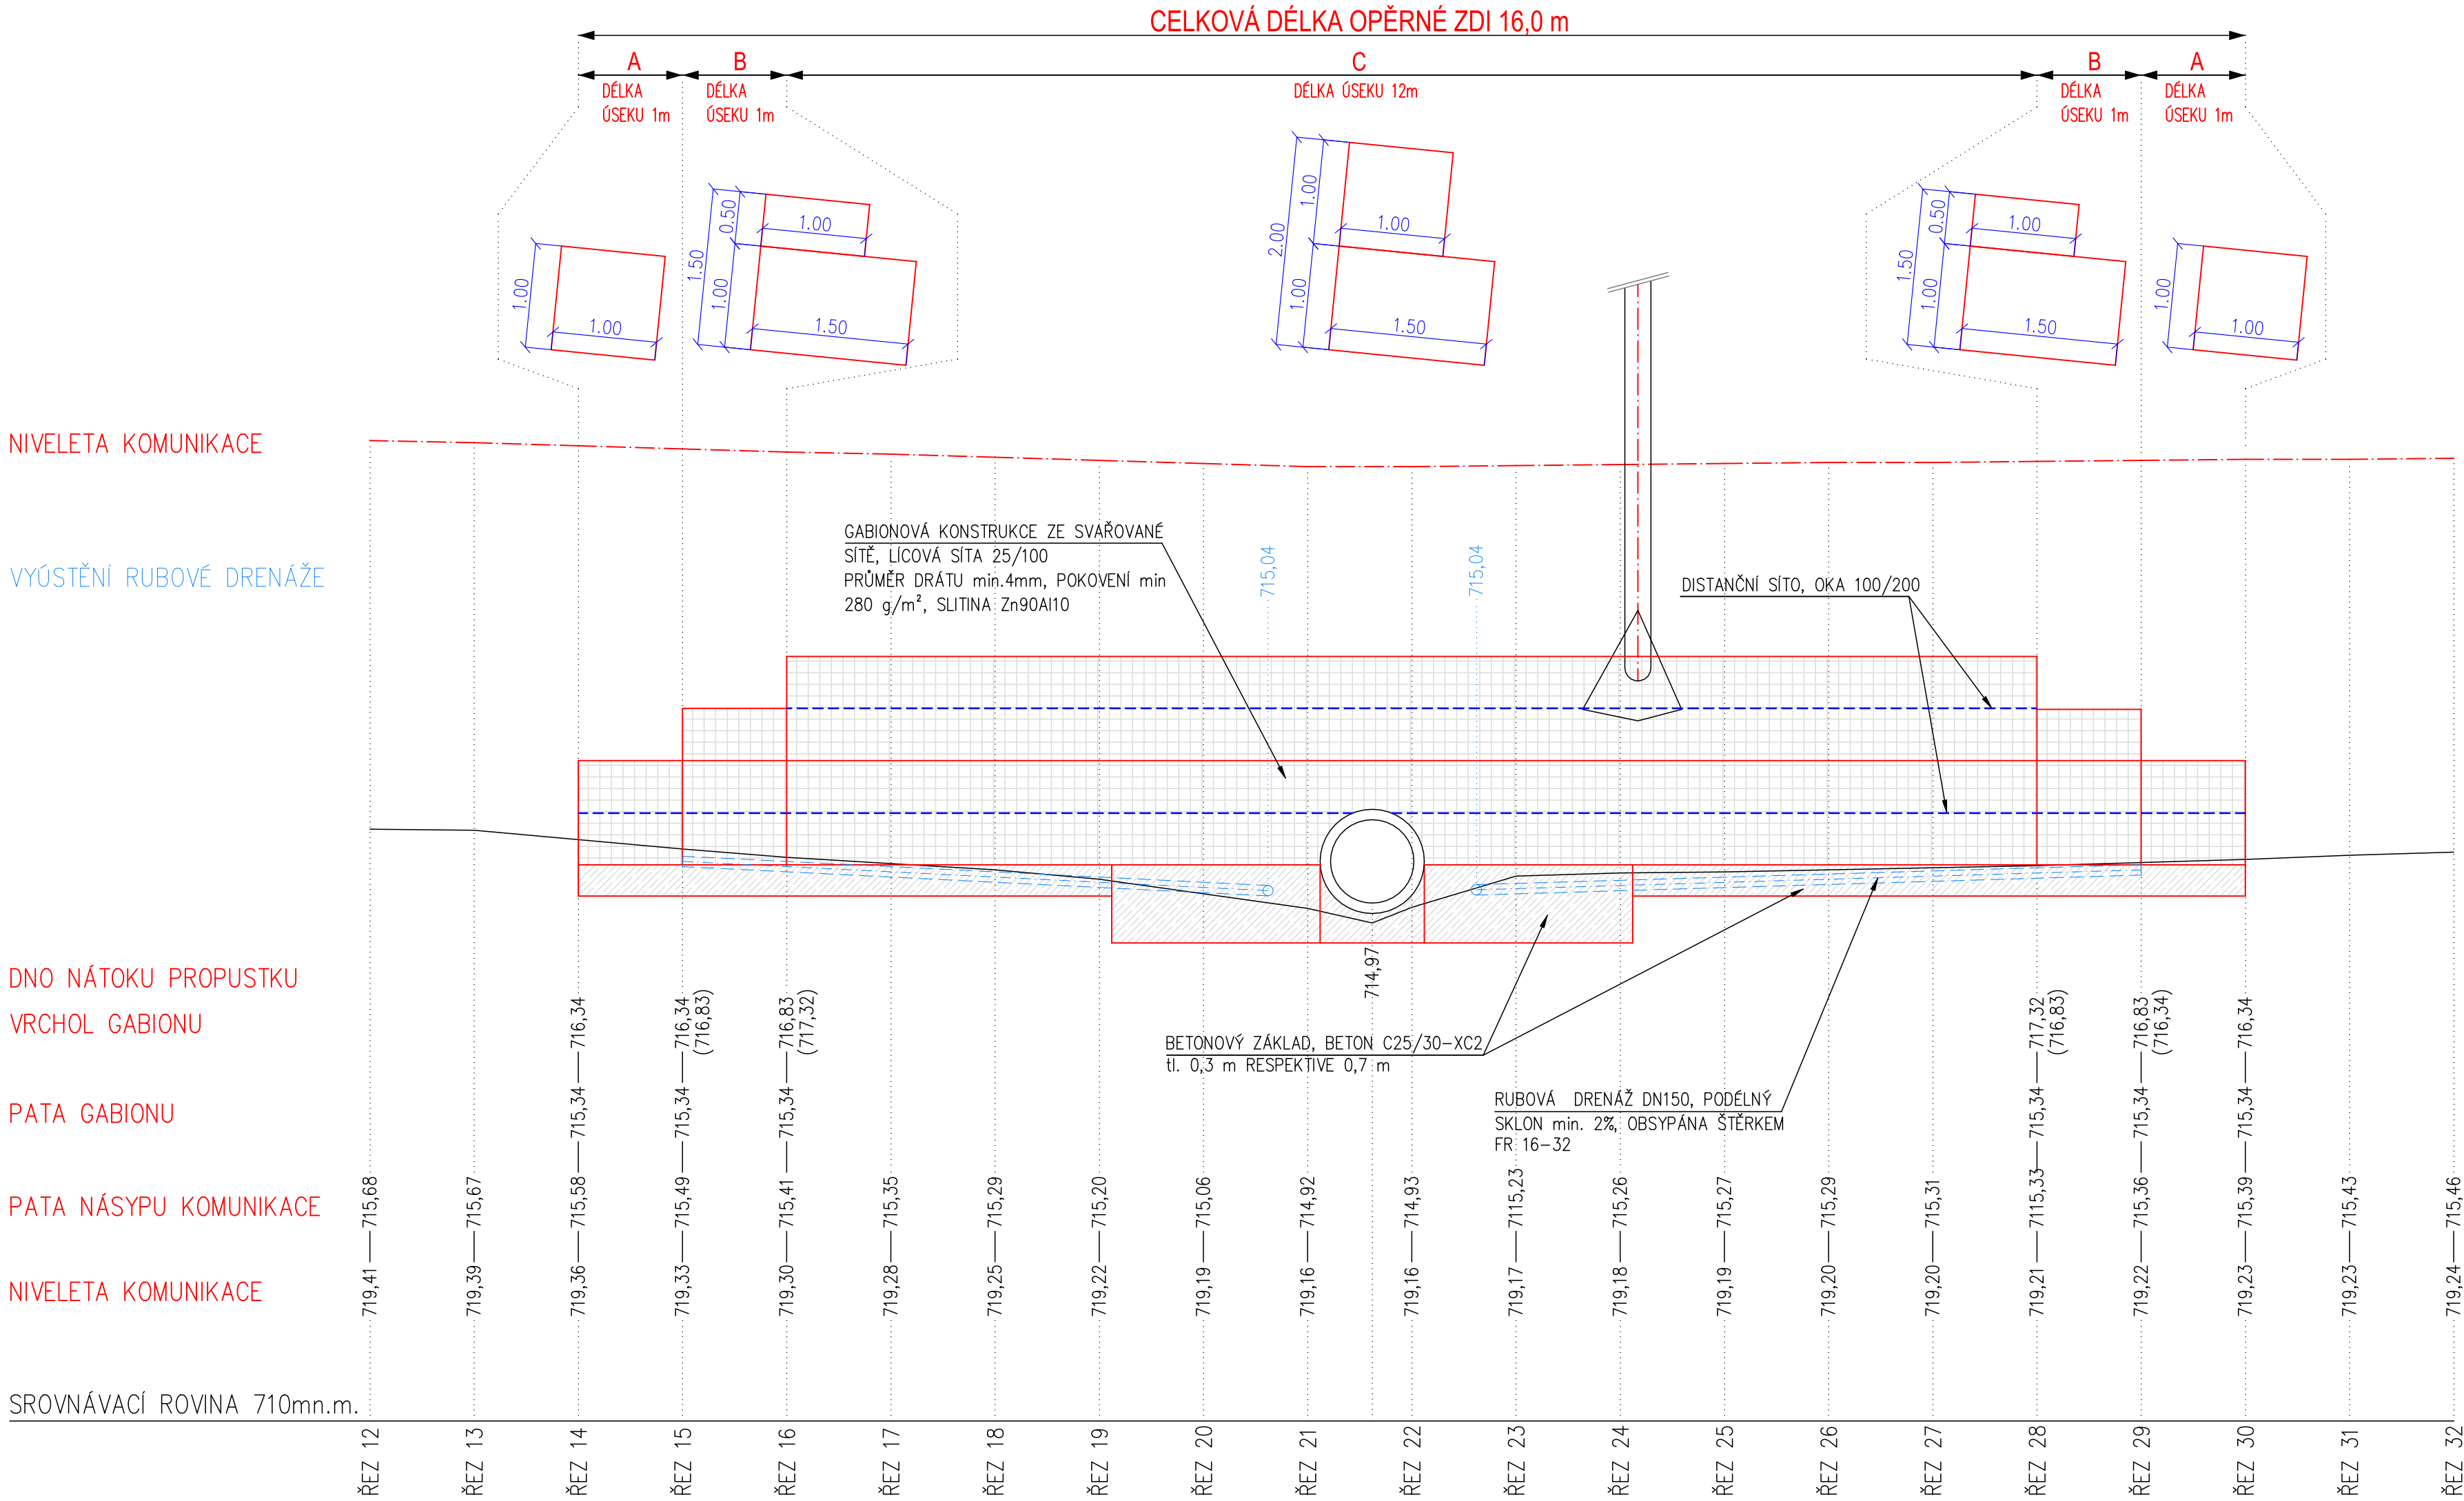 CELKOVÁ DÉLKA OPĚRNÉ ZDI 16,0 m
A
B
C
B
A
DÉLKA
ÚSEKU 1m
DÉLKA
ÚSEKU 1m
DÉLKA ÚSEKU 12m
DÉLKA
ÚSEKU 1m
DÉLKA
ÚSEKU 1m
1.00
1.00
1.50
0.50
1.00
1.00
1.50
2.00
1.00
1.00
1.00
1.50
1.50
0.50
1.00
1.00
1.50
1.00
1.00
NIVELETA KOMUNIKACE
VYÚSTĚNÍ RUBOVÉ DRENÁŽE
715,04
715,04
GABIONOVÁ KONSTRUKCE ZE SVAŘOVANÉ
SÍTĚ, LÍCOVÁ SÍTA 25/100
PRŮMĚR DRÁTU min.4mm, POKOVENÍ min
280 g/m², SLITINA Zn90Al10
DISTANČNÍ SÍTO, OKA 100/200
DNO NÁTOKU PROPUSTKU
714,97
VRCHOL GABIONU
716,34
716,34
(716,83)
716,83
(717,32)
717,32
(716,83)
716,83
(716,34)
716,34
BETONOVÝ ZÁKLAD, BETON C25/30-XC2
tl. 0,3 m RESPEKTIVE 0,7 m
RUBOVÁ DRENÁŽ DN150, PODÉLNÝ
SKLON min. 2%, OBSYPÁNA ŠTĚRKEM
FR 16-32
PATA GABIONU
715,34
715,34
715,34
715,34
715,34
715,34
PATA NÁSYPU KOMUNIKACE
715,68
715,67
715,58
715,49
715,41
715,35
715,29
715,20
715,06
714,92
714,93
7115,23
715,26
715,27
715,29
715,31
7115,33
715,36
715,39
715,43
715,46
NIVELETA KOMUNIKACE
719,41
719,39
719,36
719,33
719,30
719,28
719,25
719,22
719,19
719,16
719,16
719,17
719,18
719,19
719,20
719,20
719,21
719,22
719,23
719,23
719,24
SROVNÁVACÍ ROVINA 710mn.m.
ŘEZ 12
ŘEZ 13
ŘEZ 14
ŘEZ 15
ŘEZ 16
ŘEZ 17
ŘEZ 18
ŘEZ 19
ŘEZ 20
ŘEZ 21
ŘEZ 22
ŘEZ 23
ŘEZ 24
ŘEZ 25
ŘEZ 26
ŘEZ 27
ŘEZ 28
ŘEZ 29
ŘEZ 30
ŘEZ 31
ŘEZ 32